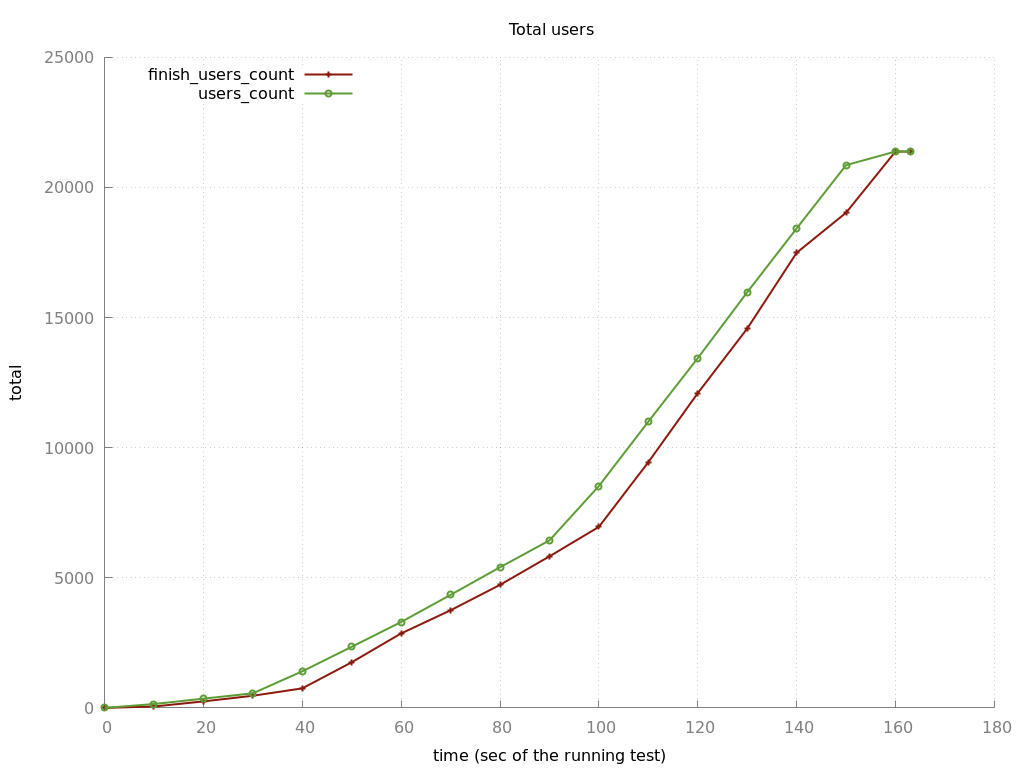 Total users
finish_users_count
users_count
25000
20000
15000
10000
5000
0
total
0 20 40 60 80 100 120 140 160 180
time (sec of the running test)